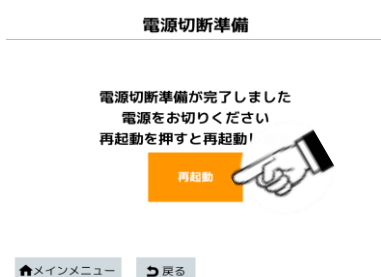 電源切断準備
電源切断準備が完了しました
電源をお切りください
再起動を押すと再起動し
再起動
メインメニュー
戻る